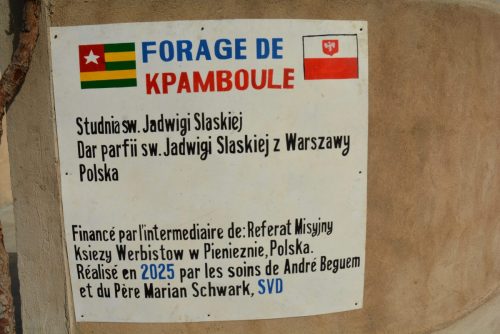 FORAGE DE
KPAMBOULE
Studnia sw. Jadwigi Slaskiej
Dar parfii sw. Jadwigi Slaskiej z Warszawy
Polska
Financé par l'intermediaire de: Referat Misyjny
Ksiezy Werbistow w Pienieznie, Polska.
Réalisé en 2025 par les soins de André Beguem
et du Père Marian Schwark, SVD